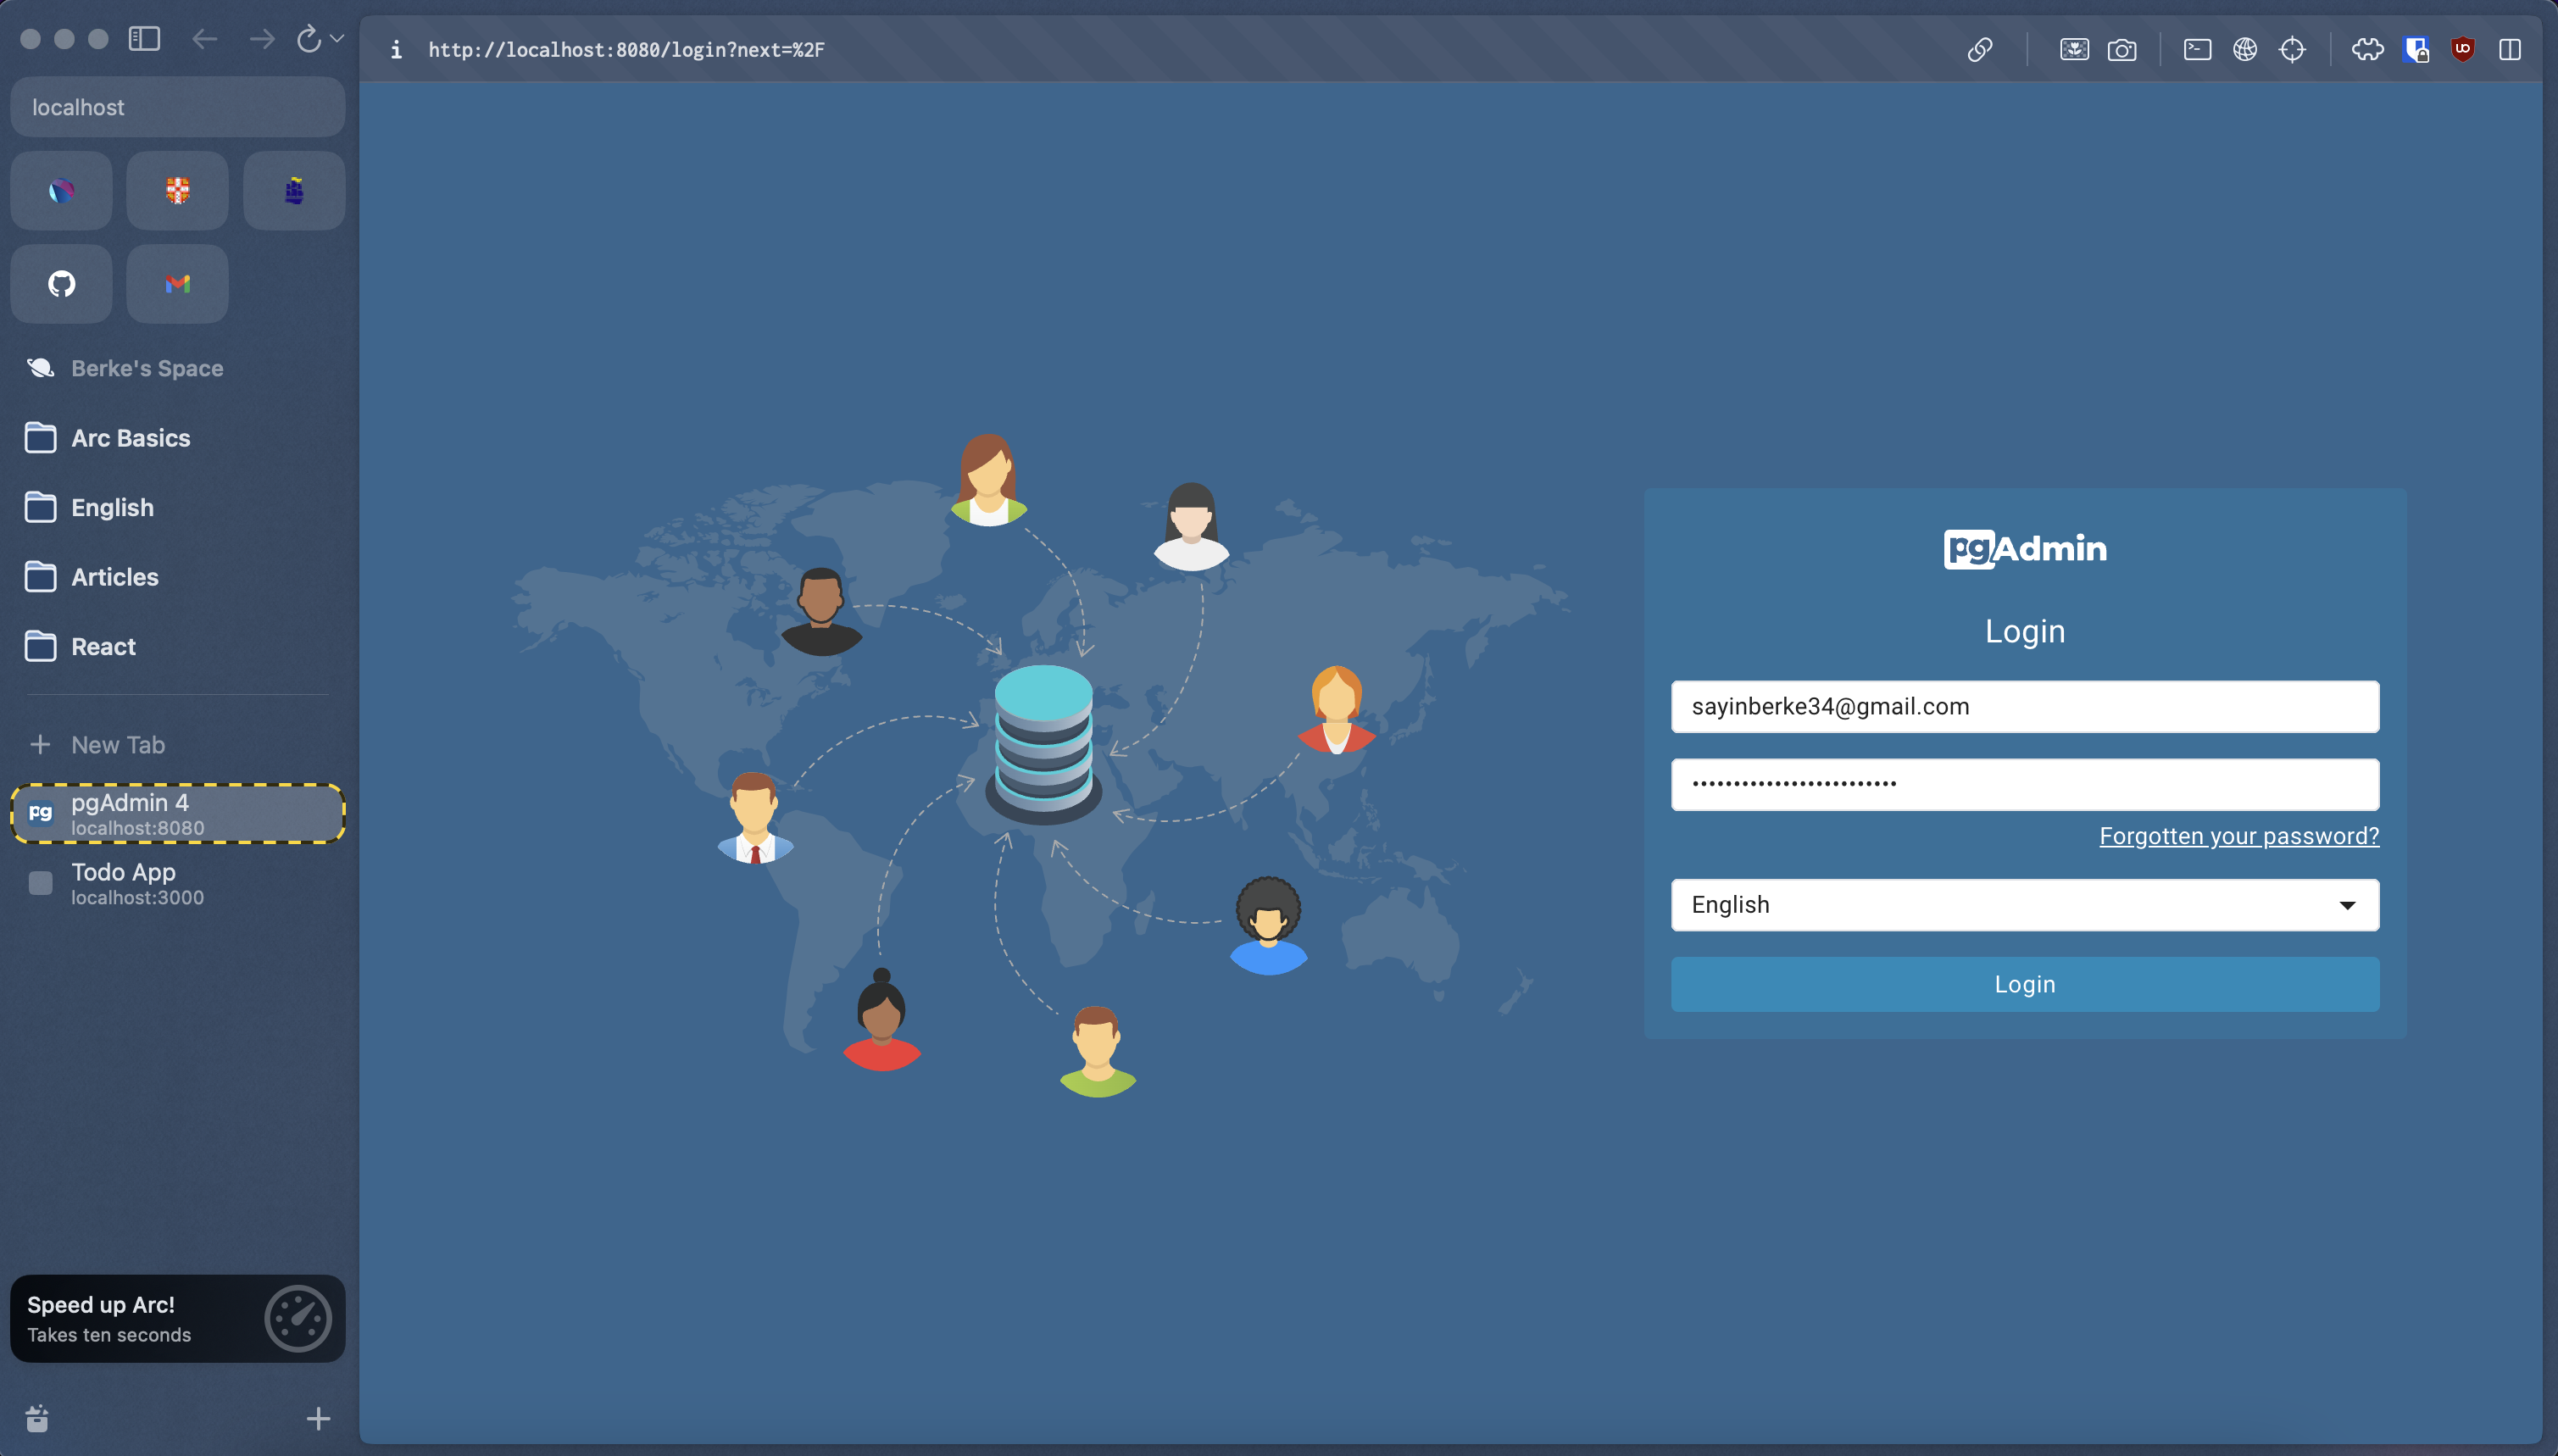 http://localhost:8080/login?next=%2F
localhost
Berke's Space
Arc Basics
English
Articles
React
New Tab
pg
pgAdmin 4
localhost:8080
Todo App
localhost:3000
Speed up Arc!
Takes ten seconds
pgAdmin
Login
sayinberke34@gmail.com
•••••••••••••••••••••••••
Forgotten your password?
English
Login